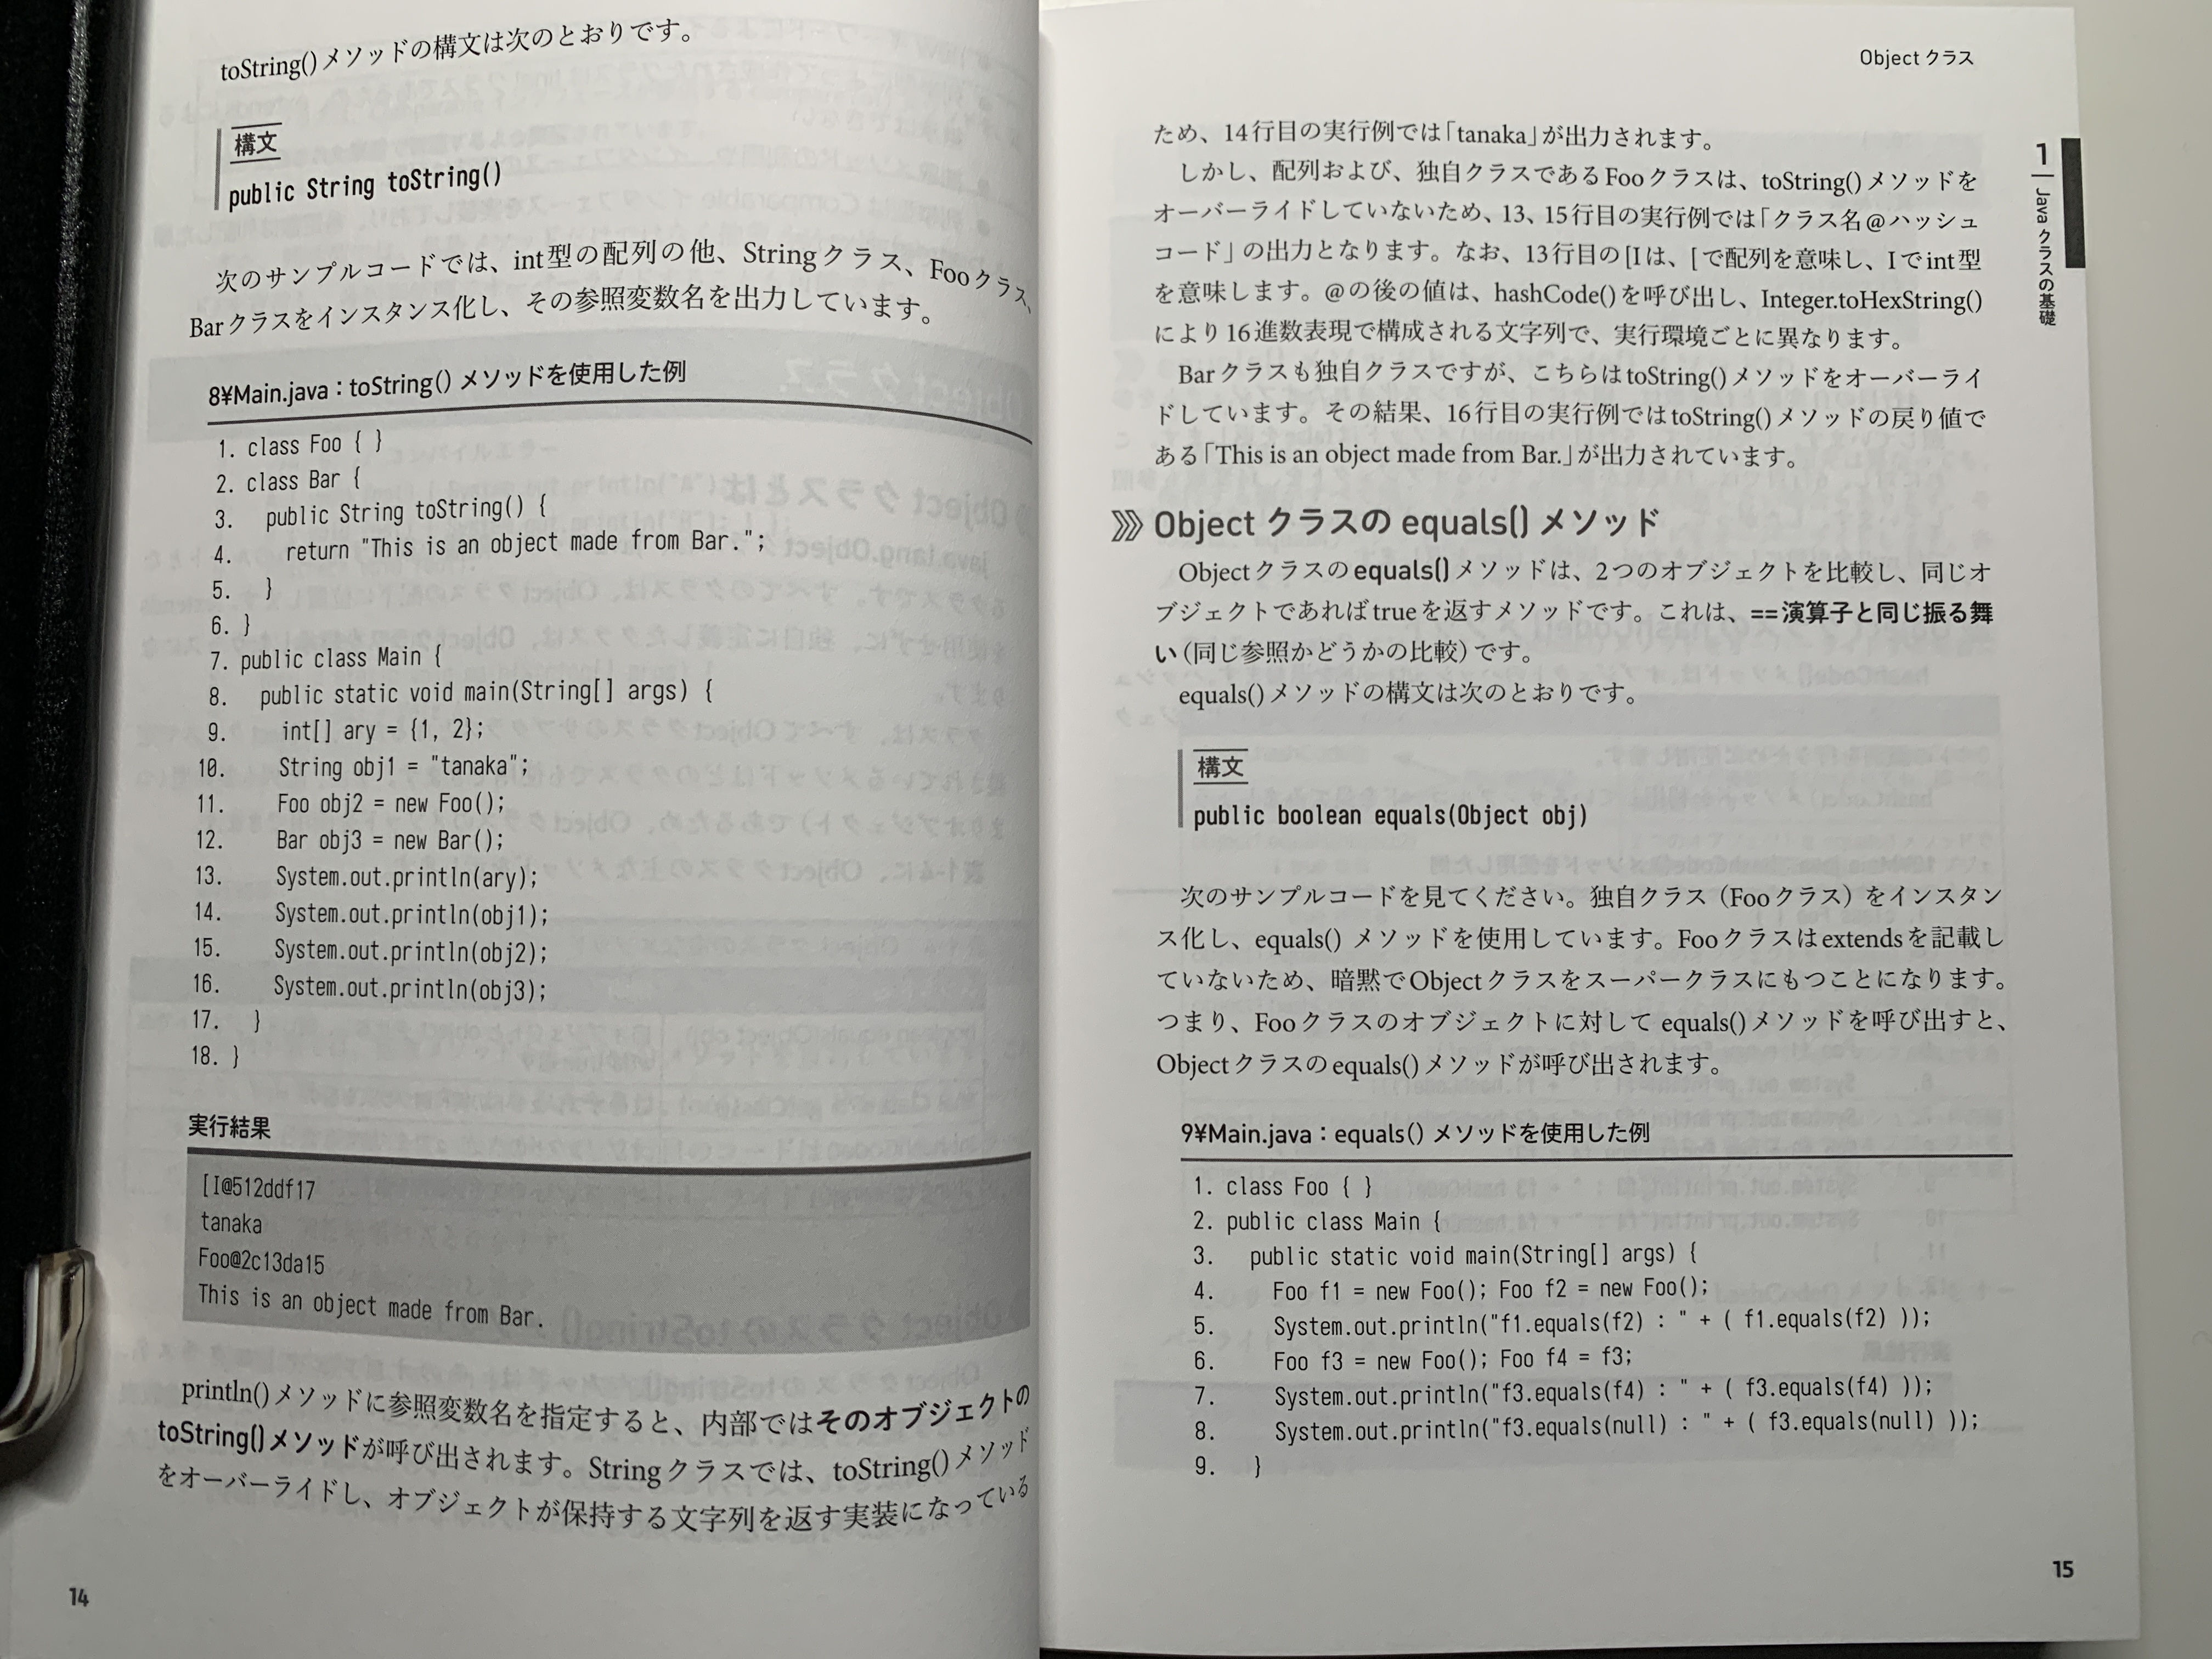 toString()メソッドの構文は次のとおりです。
構文
public String toString()
次のサンプルコードでは、int型の配列の他、Stringクラス、Fooクラス、
Barクラスをインスタンス化し、その参照変数名を出力しています。
8¥Main.java：toString() メソッドを使用した例
1. class Foo { }
2. class Bar {
3.   public String toString() {
4.     return "This is an object made from Bar.";
5.   }
6. }
7. public class Main {
8.   public static void main(String[] args) {
9.     int[] ary = {1, 2};
10.     String obj1 = "tanaka";
11.     Foo obj2 = new Foo();
12.     Bar obj3 = new Bar();
13.     System.out.println(ary);
14.     System.out.println(obj1);
15.     System.out.println(obj2);
16.     System.out.println(obj3);
17.   }
18. }
実行結果
[I@512ddf17
tanaka
Foo@2c13da15
This is an object made from Bar.
println()メソッドに参照変数名を指定すると、内部ではそのオブジェクトの
toString()メソッドが呼び出されます。Stringクラスでは、toString()メソッド
をオーバーライドし、オブジェクトが保持する文字列を返す実装になっている
14
Object クラス
1 Java クラスの基礎
ため、14行目の実行例では「tanaka」が出力されます。
しかし、配列および、独自クラスであるFooクラスは、toString()メソッドを
オーバーライドしていないため、13、15行目の実行例では「クラス名@ハッシュ
コード」の出力となります。なお、13行目の[Iは、[で配列を意味し、Iでint型
を意味します。@の後の値は、hashCode()を呼び出し、Integer.toHexString()
により16進数表現で構成される文字列で、実行環境ごとに異なります。
Barクラスも独自クラスですが、こちらはtoString()メソッドをオーバーライ
ドしています。その結果、16行目の実行例ではtoString()メソッドの戻り値で
ある「This is an object made from Bar.」が出力されています。
Object クラスの equals() メソッド
Objectクラスのequals()メソッドは、2つのオブジェクトを比較し、同じオ
ブジェクトであればtrueを返すメソッドです。これは、==演算子と同じ振る舞
い（同じ参照かどうかの比較）です。
equals()メソッドの構文は次のとおりです。
構文
public boolean equals(Object obj)
次のサンプルコードを見てください。独自クラス（Fooクラス）をインスタン
ス化し、equals() メソッドを使用しています。Fooクラスはextendsを記載し
ていないため、暗黙でObjectクラスをスーパークラスにもつことになります。
つまり、Fooクラスのオブジェクトに対して equals()メソッドを呼び出すと、
Objectクラスのequals()メソッドが呼び出されます。
9¥Main.java：equals() メソッドを使用した例
1. class Foo { }
2. public class Main {
3.   public static void main(String[] args) {
4.     Foo f1 = new Foo(); Foo f2 = new Foo();
5.     System.out.println("f1.equals(f2) : " + ( f1.equals(f2) ));
6.     Foo f3 = new Foo(); Foo f4 = f3;
7.     System.out.println("f3.equals(f4) : " + ( f3.equals(f4) ));
8.     System.out.println("f3.equals(null) : " + ( f3.equals(null) ));
9.   }
15